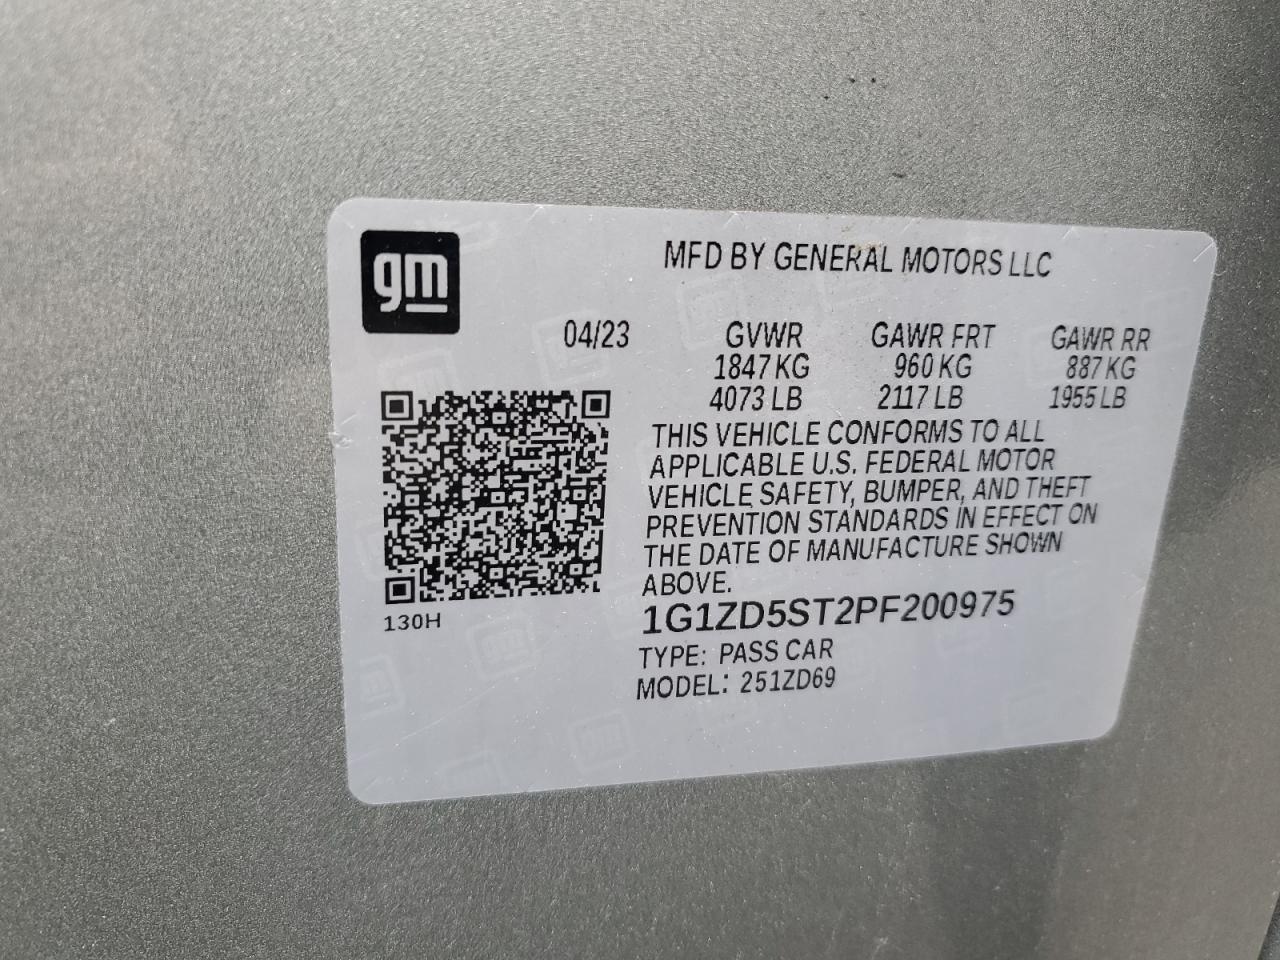 gm
MFD BY GENERAL MOTORS LLC
04/23 GVWR GAWR FRT GAWR RR
1847 KG 960 KG 887 KG
4073 LB 2117 LB 1955 LB
THIS VEHICLE CONFORMS TO ALL
APPLICABLE U.S. FEDERAL MOTOR
VEHICLE SAFETY, BUMPER, AND THEFT
PREVENTION STANDARDS IN EFFECT ON
THE DATE OF MANUFACTURE SHOWN
ABOVE.
130H
1G1ZD5ST2PF200975
TYPE: PASS CAR
MODEL: 251ZD69